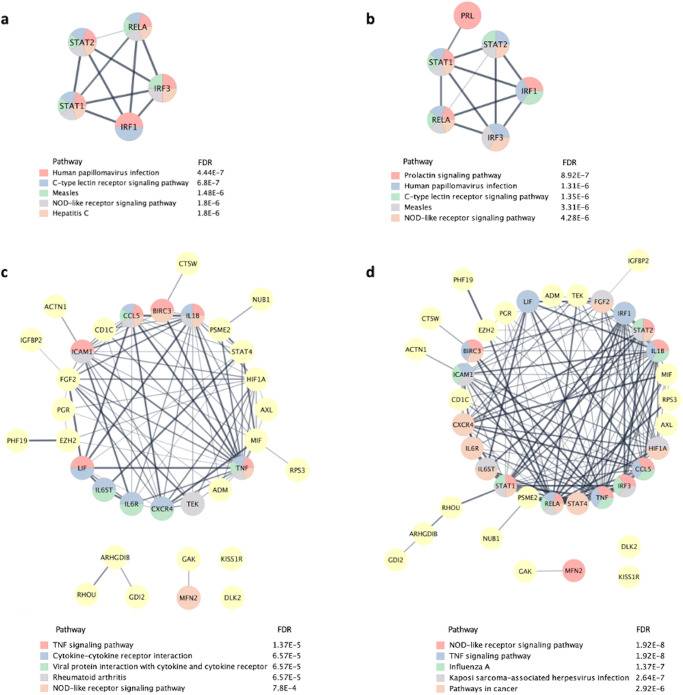 a
RELA
STAT2
IRF3
STAT1
IRF1
Pathway FDR
Human papillomavirus infection 4.44E-7
C-type lectin receptor signaling pathway 6.8E-7
Measles 1.48E-6
NOD-like receptor signaling pathway 1.8E-6
Hepatitis C 1.8E-6
b
PRL
STAT2
STAT1
IRF1
RELA
IRF3
Pathway FDR
Prolactin signaling pathway 8.92E-7
Human papillomavirus infection 1.31E-6
C-type lectin receptor signaling pathway 1.35E-6
Measles 3.31E-6
NOD-like receptor signaling pathway 4.28E-6
c
CTSW
ACTN1
NUB1
CCL5
BIRC3
IL1B
CD1C
PSME2
IGFBP2
ICAM1
STAT4
FGF2
HIF1A
PGR
AXL
PHF19
EZH2
MIF
LIF
TNF
RPS3
IL6ST
ADM
IL6R
CXCR4
TEK
ARHGDIB
GAK
KISS1R
RHOU
GDI2
MFN2
DLK2
Pathway FDR
TNF signaling pathway 1.37E-5
Cytokine-cytokine receptor interaction 6.57E-5
Viral protein interaction with cytokine and cytokine receptor 6.57E-5
Rheumatoid arthritis 6.57E-5
NOD-like receptor signaling pathway 7.8E-4
d
IGFBP2
PHF19
LIF
ADM
TEK
FGF2
PGR
IRF1
CTSW
EZH2
STAT2
BIRC3
IL1B
ACTN1
ICAM1
MIF
CD1C
RPS3
CXCR4
AXL
IL6R
HIF1A
IL6ST
CCL5
STAT1
IRF3
RHOU
PSME2
RELA
STAT4
TNF
ARHGDIB
NUB1
GDI2
DLK2
GAK
MFN2
KISS1R
Pathway FDR
NOD-like receptor signaling pathway 1.92E-8
TNF signaling pathway 1.92E-8
Influenza A 1.37E-7
Kaposi sarcoma-associated herpesvirus infection 2.64E-7
Pathways in cancer 2.92E-6